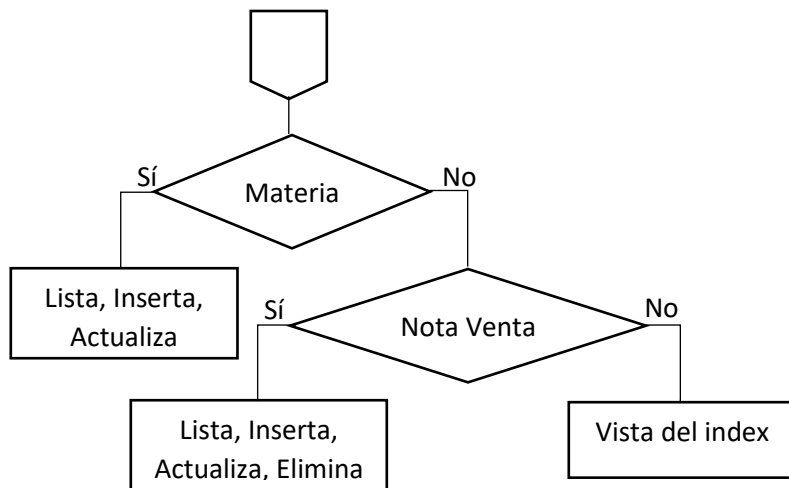 Sí
No
Materia
Lista, Inserta,
Actualiza
Sí
No
Nota Venta
Lista, Inserta,
Actualiza, Elimina
Vista del index